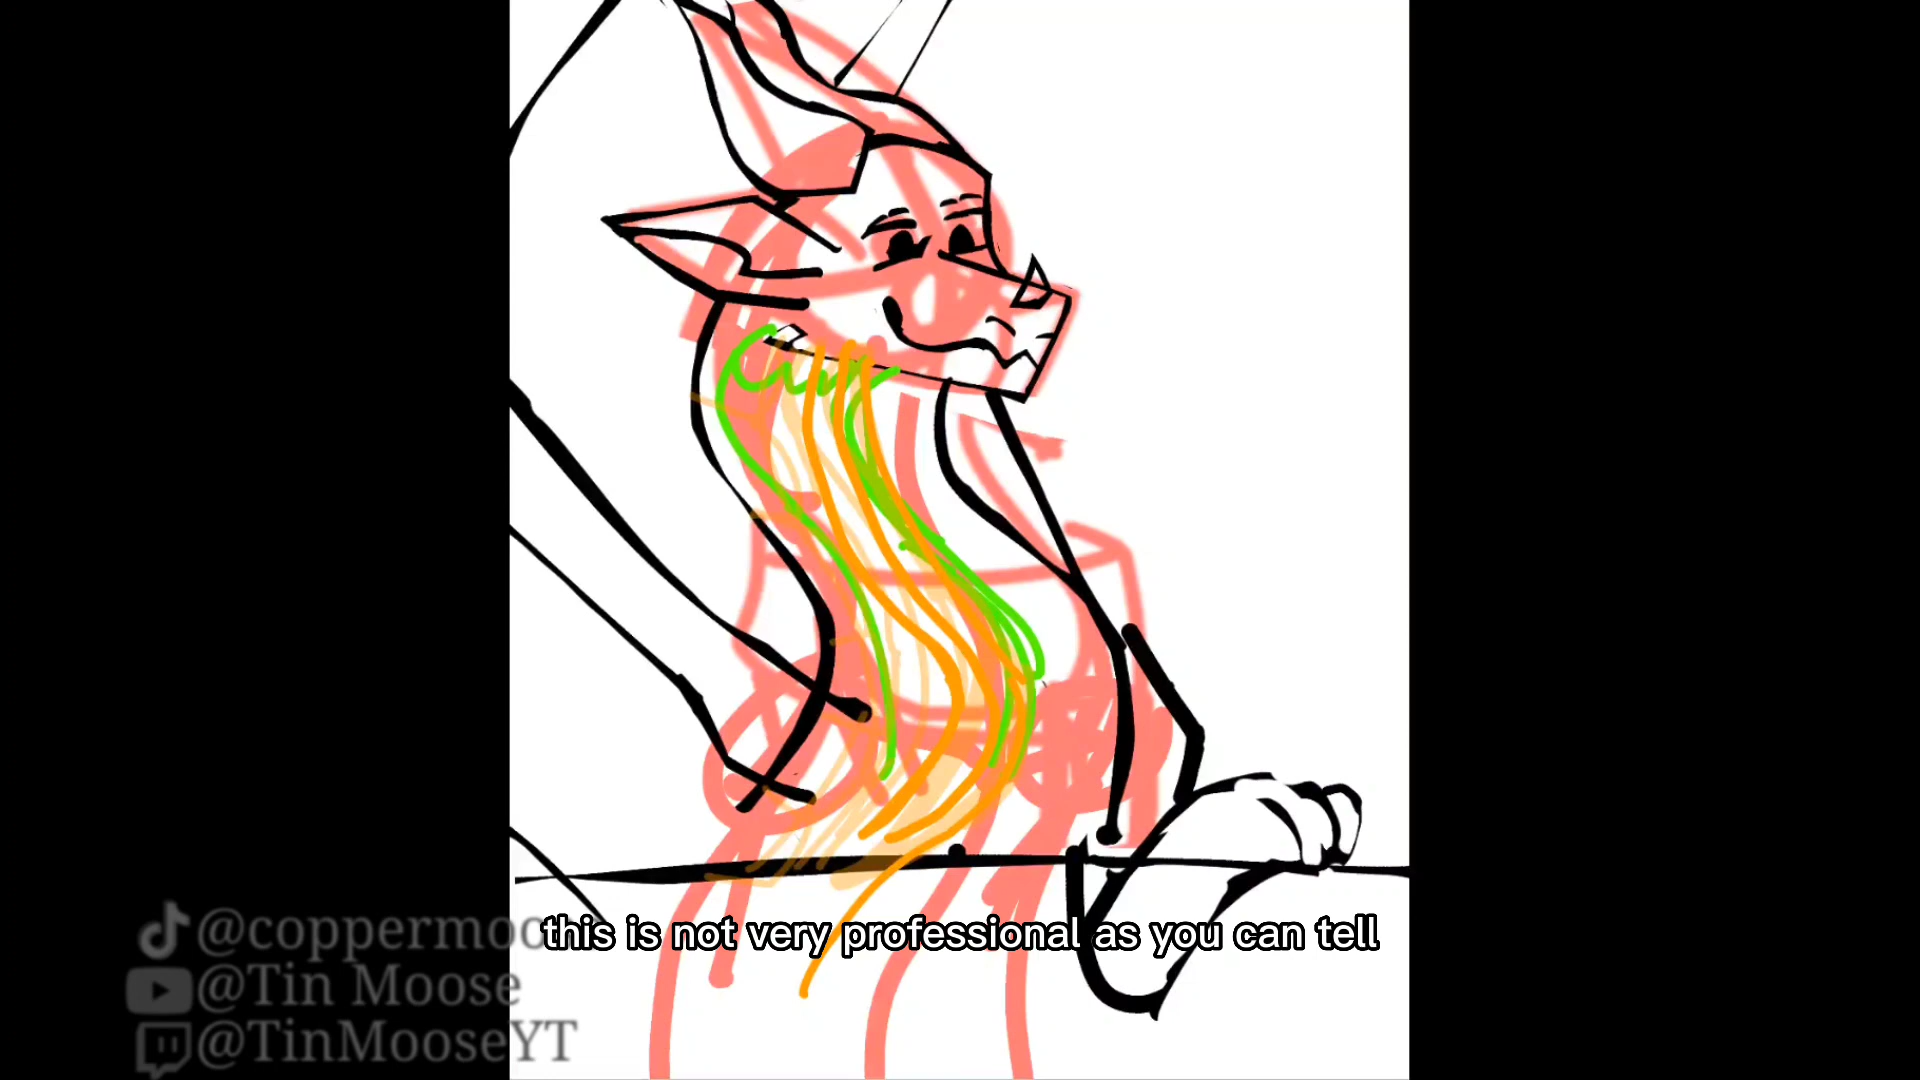 this is not very professional as you can tell
@coppermoo
@Tin Moose
@TinMooseYT